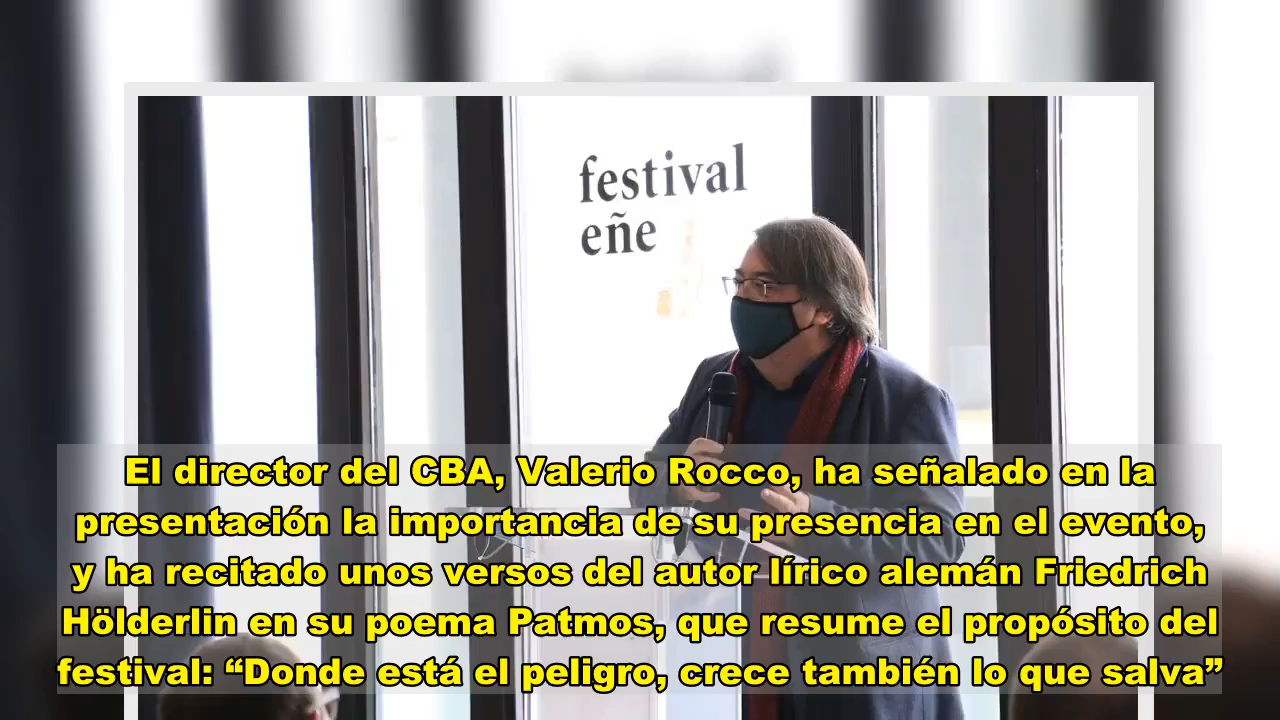 festival
eñe
El director del CBA, Valerio Rocco, ha señalado en la
presentación la importancia de su presencia en el evento,
y ha recitado unos versos del autor lírico alemán Friedrich
Hölderlin en su poema Patmos, que resume el propósito del
festival: “Donde está el peligro, crece también lo que salva”